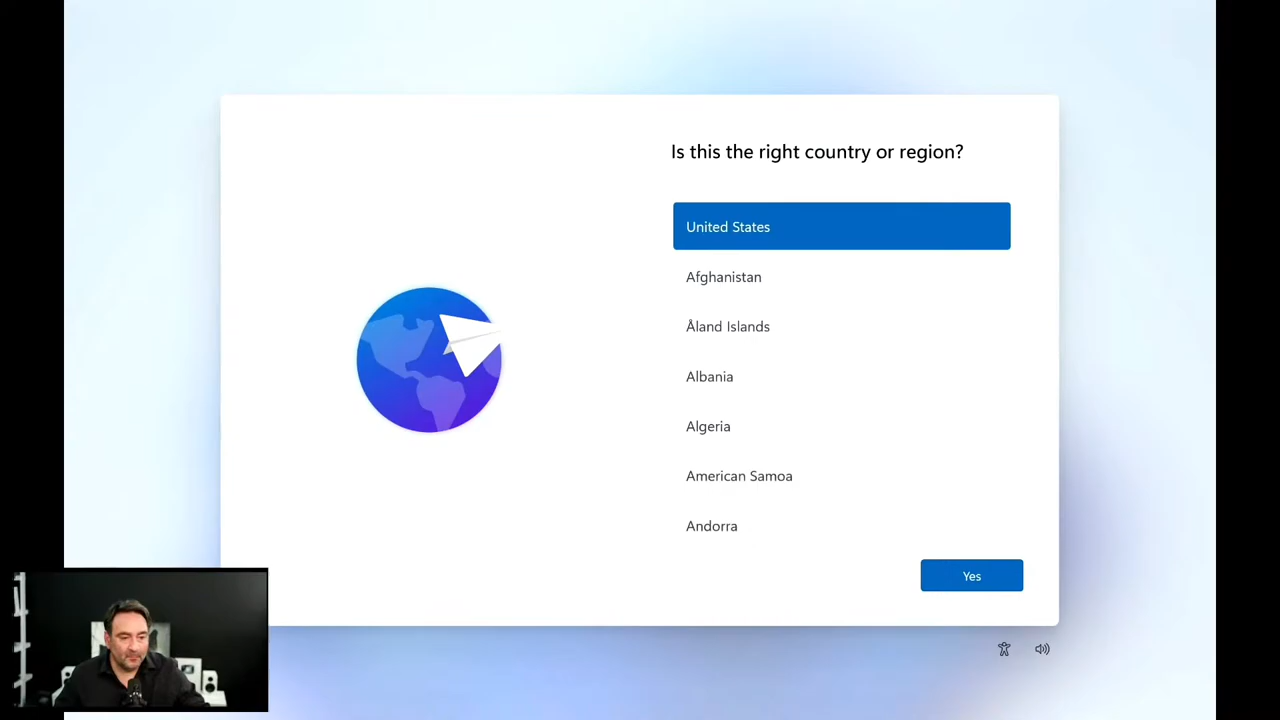 Is this the right country or region?
United States
Afghanistan
Åland Islands
Albania
Algeria
American Samoa
Andorra
Yes